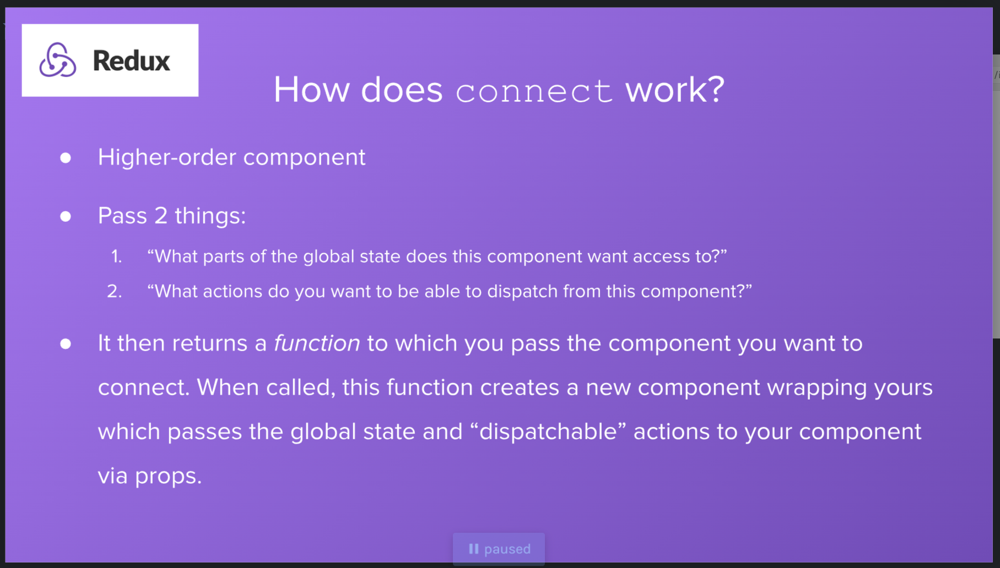 Redux
How does connect work?
● Higher-order component
● Pass 2 things:
1. “What parts of the global state does this component want access to?”
2. “What actions do you want to be able to dispatch from this component?”
● It then returns a function to which you pass the component you want to
connect. When called, this function creates a new component wrapping yours
which passes the global state and “dispatchable” actions to your component
via props.
paused